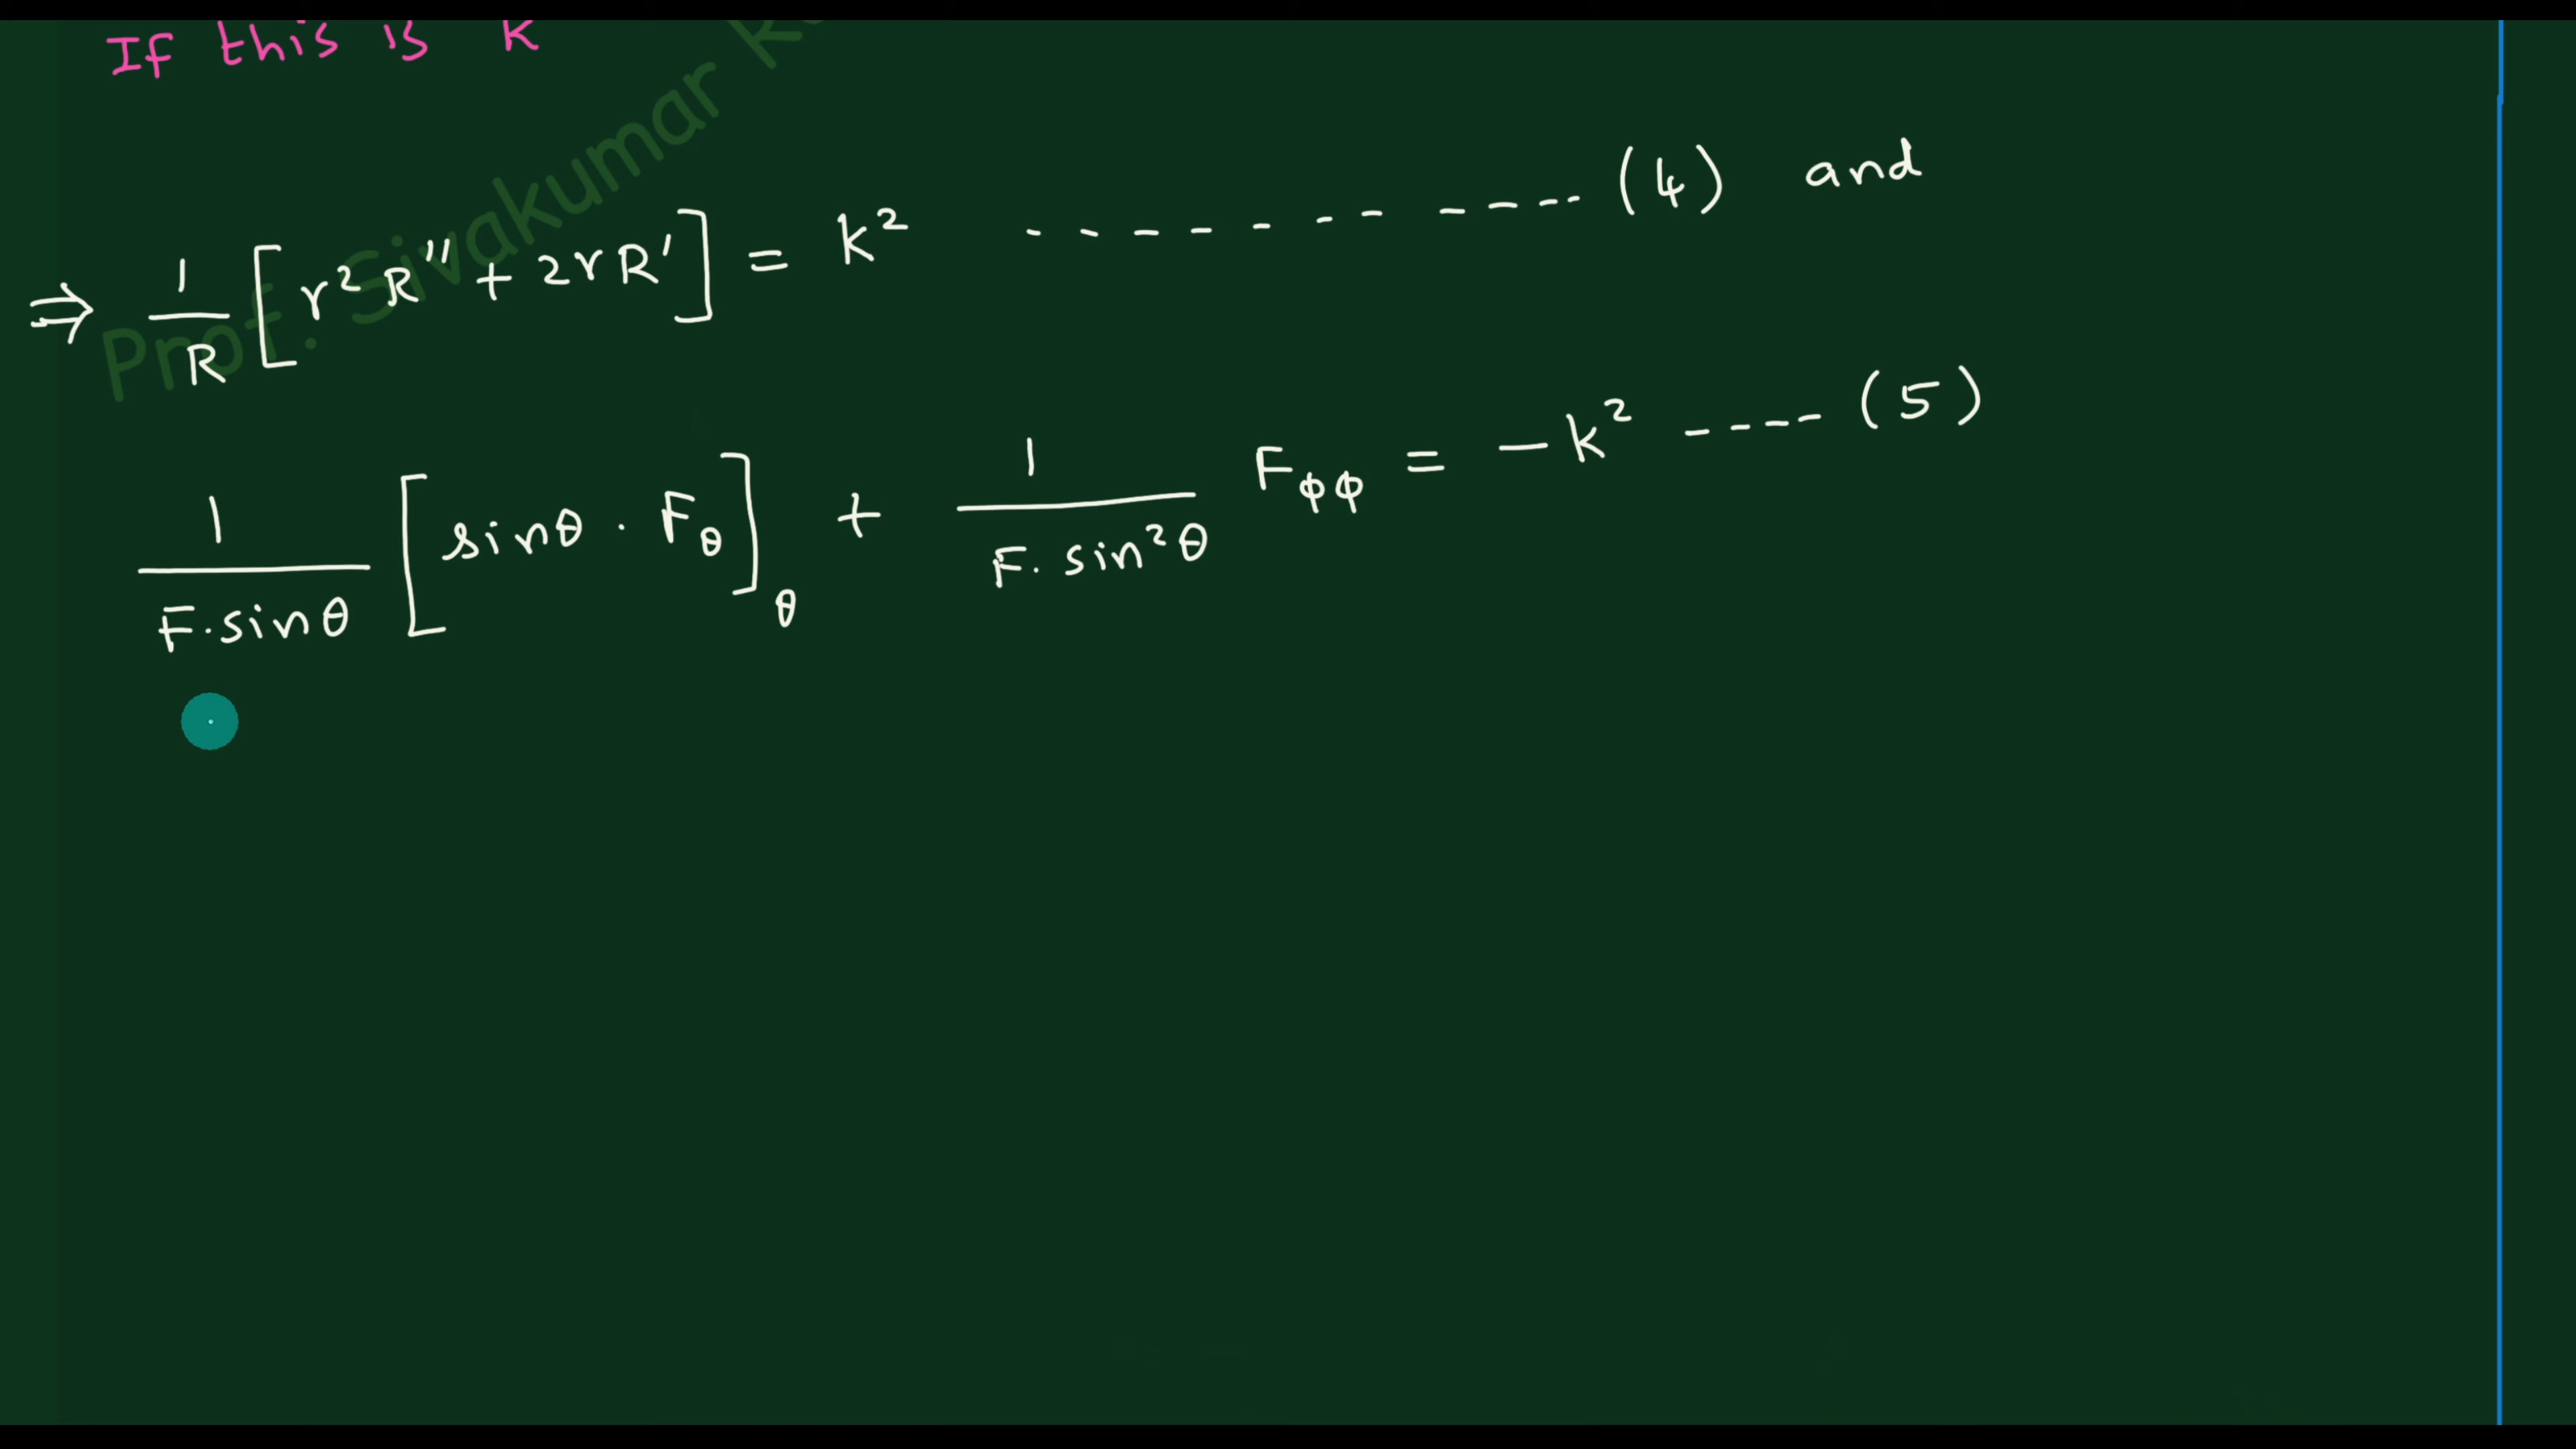 If this is K
⇒ 1/R [r²R'' + 2rR'] = K² - - - - - - - - - - - (4) and
1/(F·sinθ) [sinθ · F_θ]_θ + 1/(F·sin²θ) F_ϕϕ = -K² ---- (5)
Prof. Sivakumar